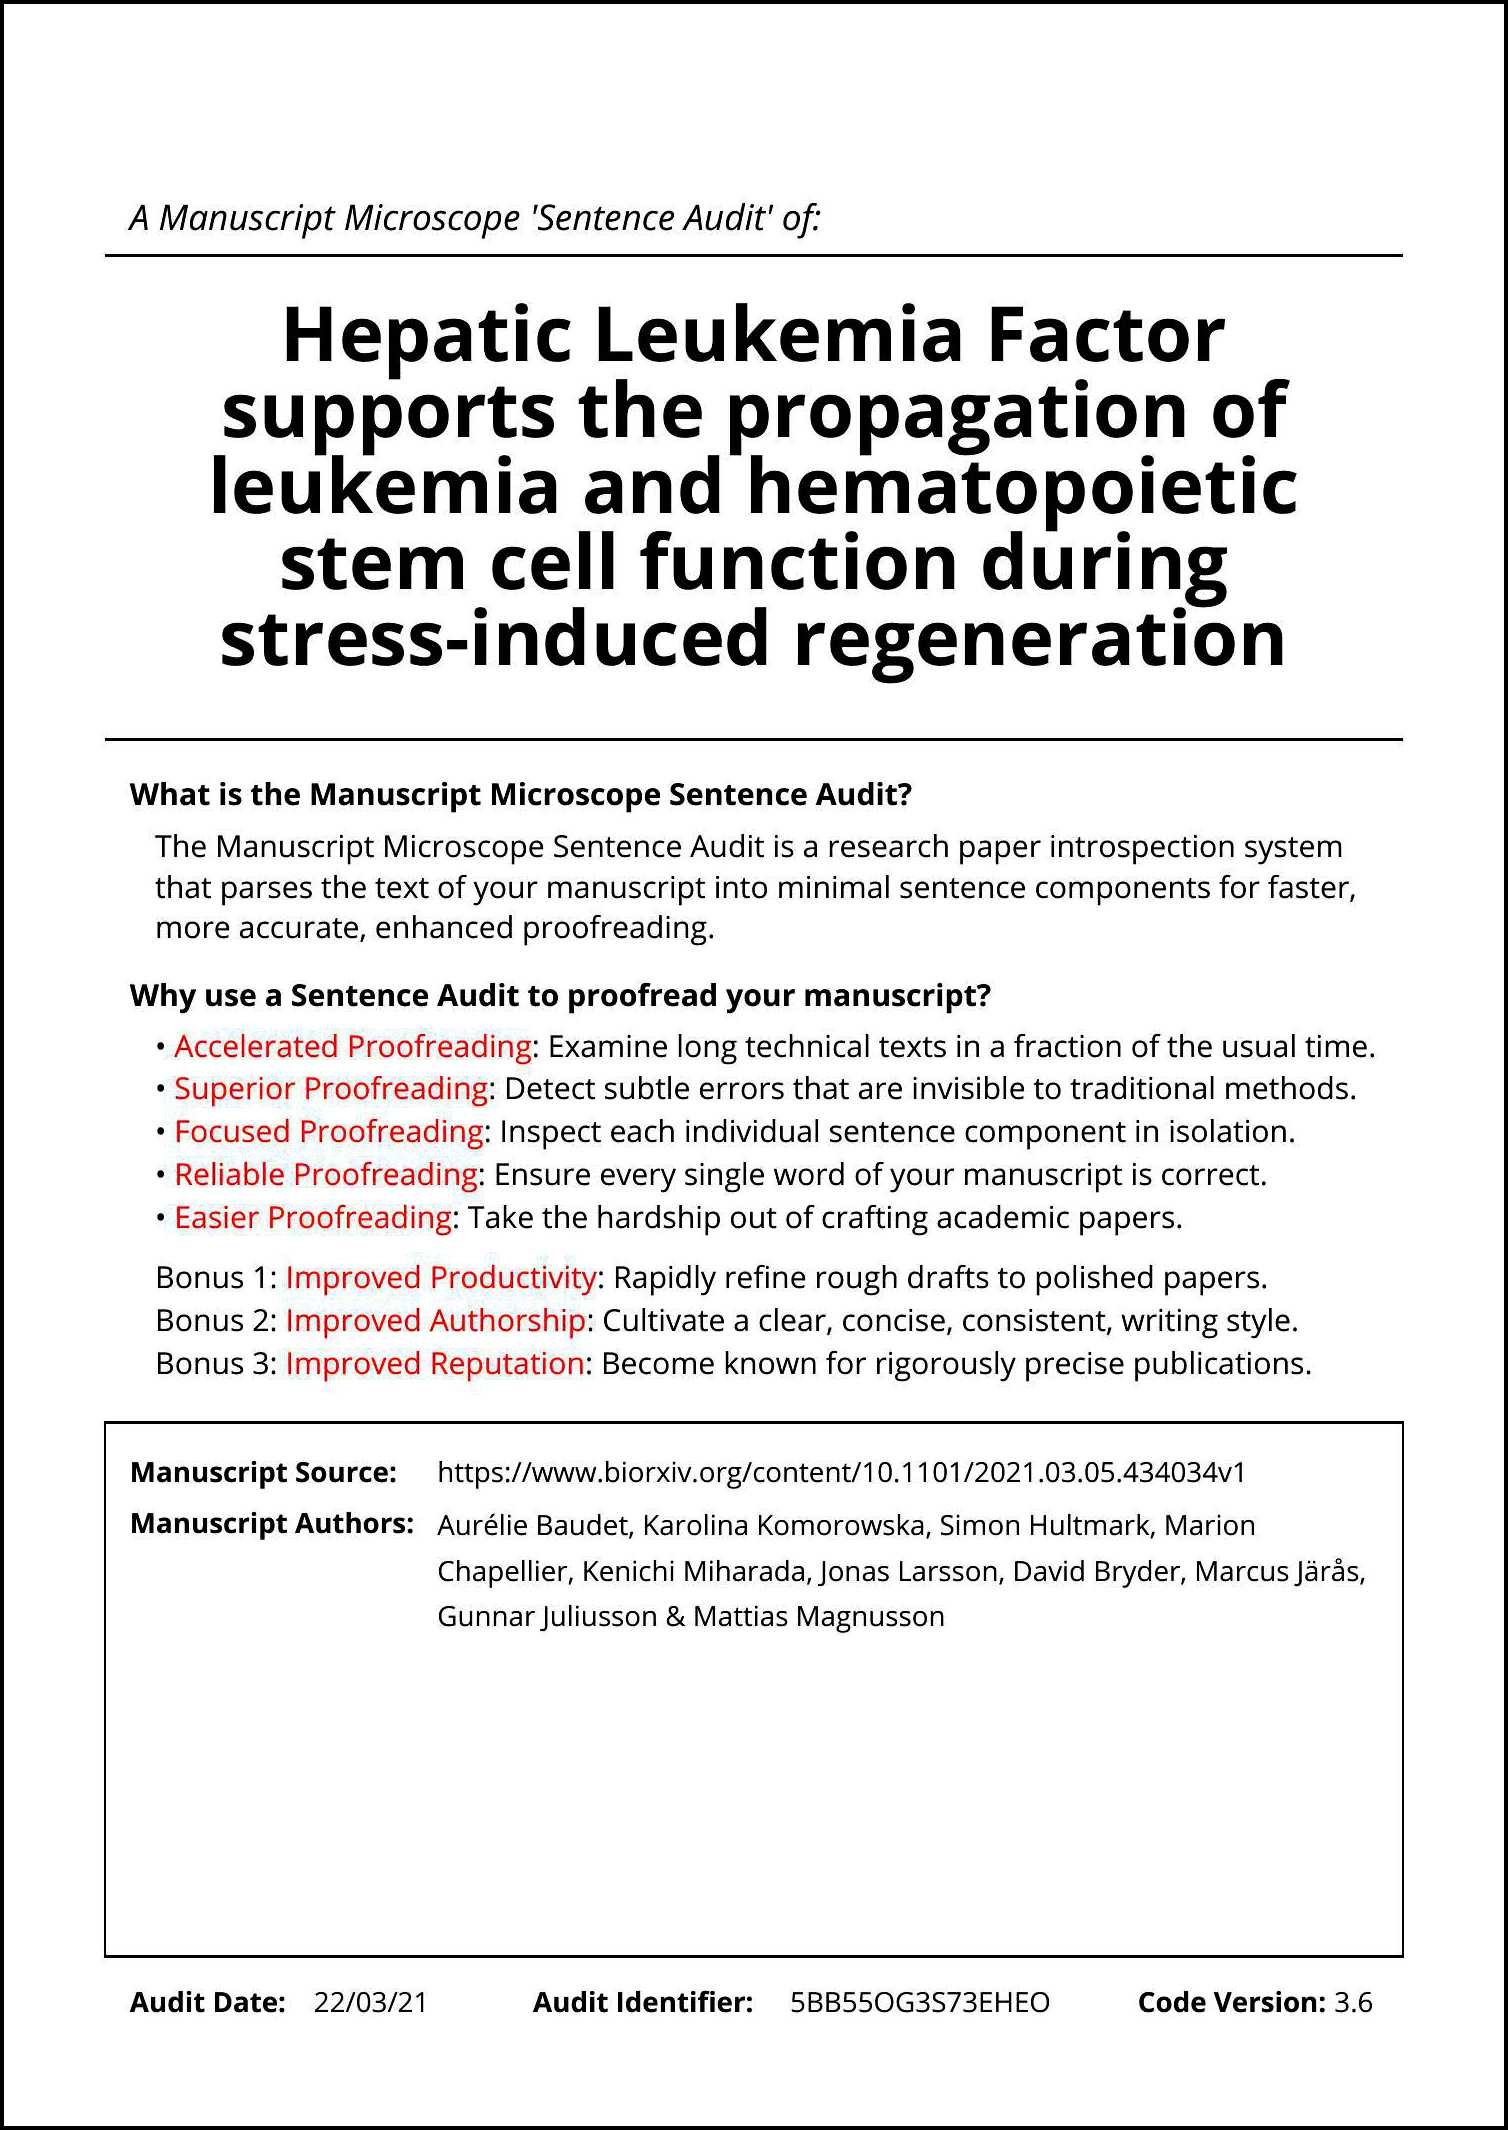 A Manuscript Microscope 'Sentence Audit' of:
Hepatic Leukemia Factor
supports the propagation of
leukemia and hematopoietic
stem cell function during
stress-induced regeneration
What is the Manuscript Microscope Sentence Audit?
The Manuscript Microscope Sentence Audit is a research paper introspection system
that parses the text of your manuscript into minimal sentence components for faster,
more accurate, enhanced proofreading.
Why use a Sentence Audit to proofread your manuscript?
• Accelerated Proofreading: Examine long technical texts in a fraction of the usual time.
• Superior Proofreading: Detect subtle errors that are invisible to traditional methods.
• Focused Proofreading: Inspect each individual sentence component in isolation.
• Reliable Proofreading: Ensure every single word of your manuscript is correct.
• Easier Proofreading: Take the hardship out of crafting academic papers.
Bonus 1: Improved Productivity: Rapidly refine rough drafts to polished papers.
Bonus 2: Improved Authorship: Cultivate a clear, concise, consistent, writing style.
Bonus 3: Improved Reputation: Become known for rigorously precise publications.
Manuscript Source: https://www.biorxiv.org/content/10.1101/2021.03.05.434034v1
Manuscript Authors: Aurélie Baudet, Karolina Komorowska, Simon Hultmark, Marion
Chapellier, Kenichi Miharada, Jonas Larsson, David Bryder, Marcus Järås,
Gunnar Juliusson & Mattias Magnusson
Audit Date: 22/03/21 Audit Identifier: 5BB55OG3S73EHEO Code Version: 3.6